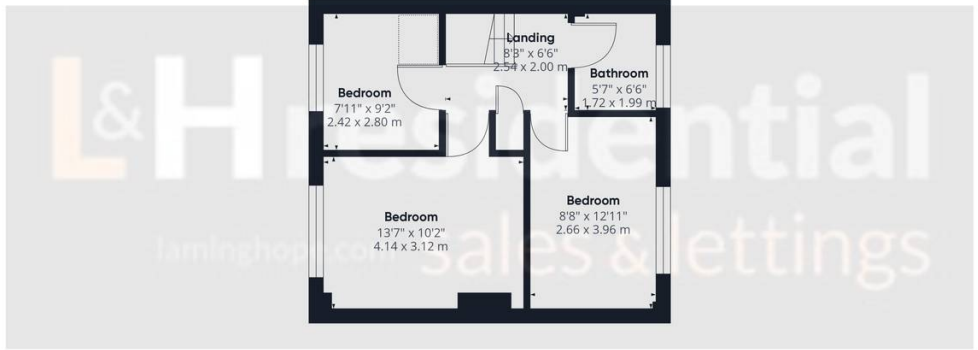 Landing
8'3" x 6'6"
2.54 x 2.00 m
Bathroom
5'7" x 6'6"
1.72 x 1.99 m
Bedroom
7'11" x 9'2"
2.42 x 2.80 m
Bedroom
8'8" x 12'11"
2.66 x 3.96 m
Bedroom
13'7" x 10'2"
4.14 x 3.12 m
L&H residential
sales & lettings
laminghope.com